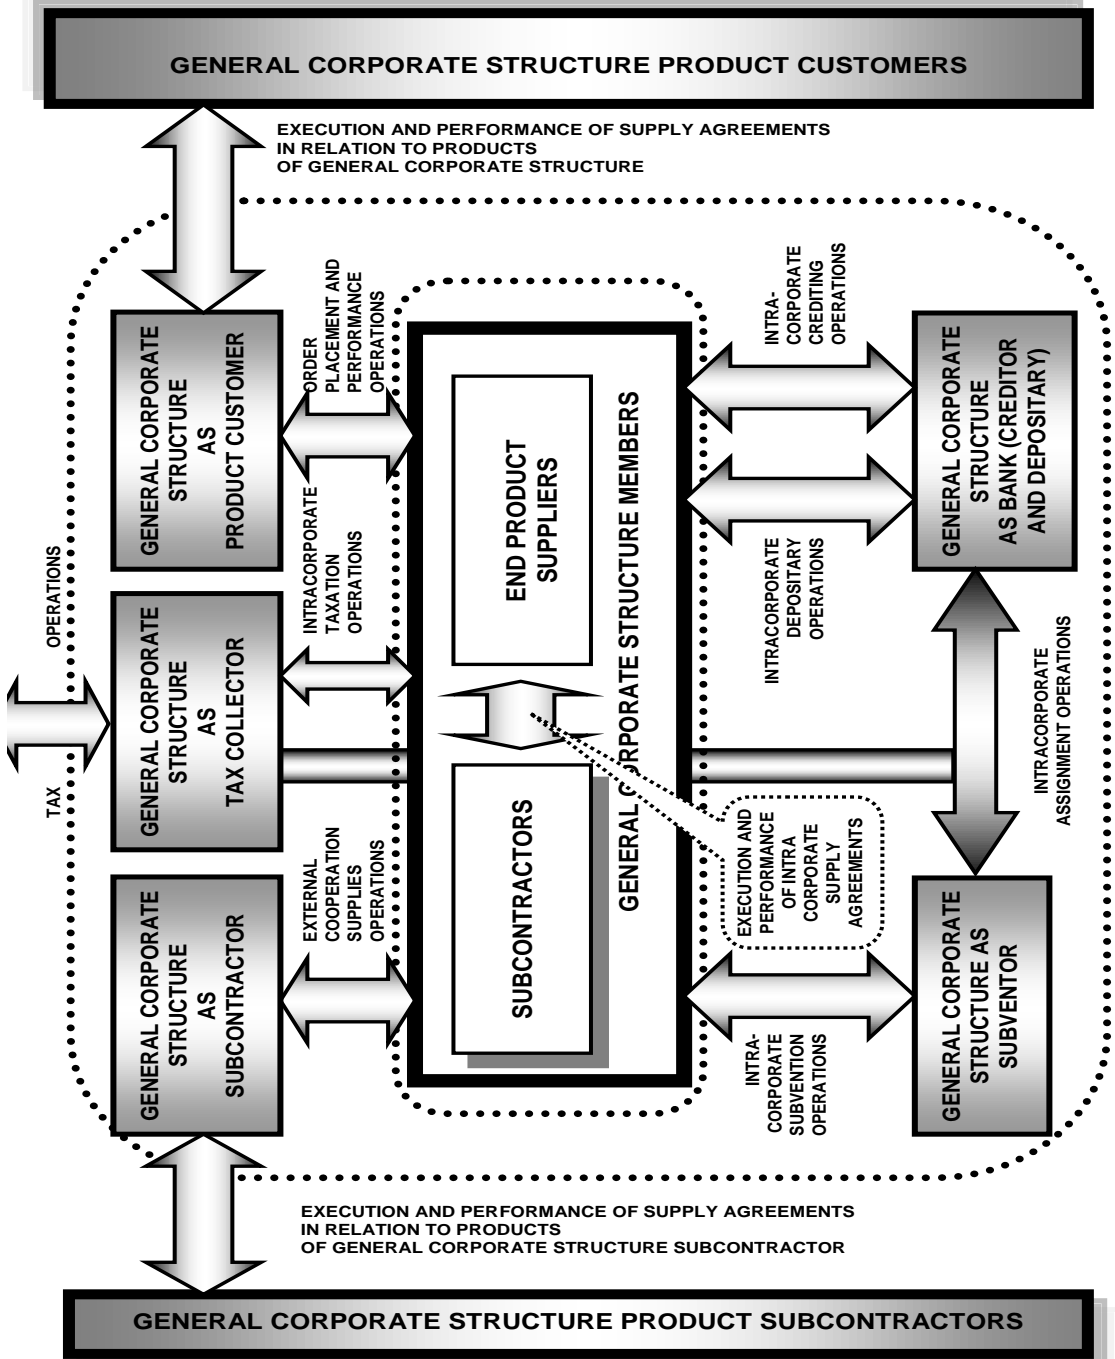 GENERAL CORPORATE STRUCTURE PRODUCT CUSTOMERS
EXECUTION AND PERFORMANCE OF SUPPLY AGREEMENTS
IN RELATION TO PRODUCTS
OF GENERAL CORPORATE STRUCTURE
GENERAL CORPORATE
STRUCTURE
AS
PRODUCT CUSTOMER
ORDER
PLACEMENT AND
PERFORMANCE
OPERATIONS
INTRA-
CORPORATE
CREDITING
OPERATIONS
GENERAL CORPORATE
STRUCTURE
AS BANK (CREDITOR
AND DEPOSITARY)
END PRODUCT
SUPPLIERS
GENERAL CORPORATE STRUCTURE MEMBERS
INTRACORPORATE
DEPOSITARY
OPERATIONS
TAX
OPERATIONS
GENERAL CORPORATE
STRUCTURE
AS
TAX COLLECTOR
INTRACORPORATE
TAXATION
OPERATIONS
INTRACORPORATE
ASSIGNMENT OPERATIONS
SUBCONTRACTORS
EXECUTION AND
PERFORMANCE
OF INTRA
CORPORATE
SUPPLY
AGREEMENTS
GENERAL CORPORATE
STRUCTURE
AS
SUBCONTRACTOR
EXTERNAL
COOPERATION
SUPPLIES
OPERATIONS
INTRA-
CORPORATE
SUBVENTION
OPERATIONS
GENERAL CORPORATE
STRUCTURE AS
SUBVENTOR
EXECUTION AND PERFORMANCE OF SUPPLY AGREEMENTS
IN RELATION TO PRODUCTS
OF GENERAL CORPORATE STRUCTURE SUBCONTRACTOR
GENERAL CORPORATE STRUCTURE PRODUCT SUBCONTRACTORS